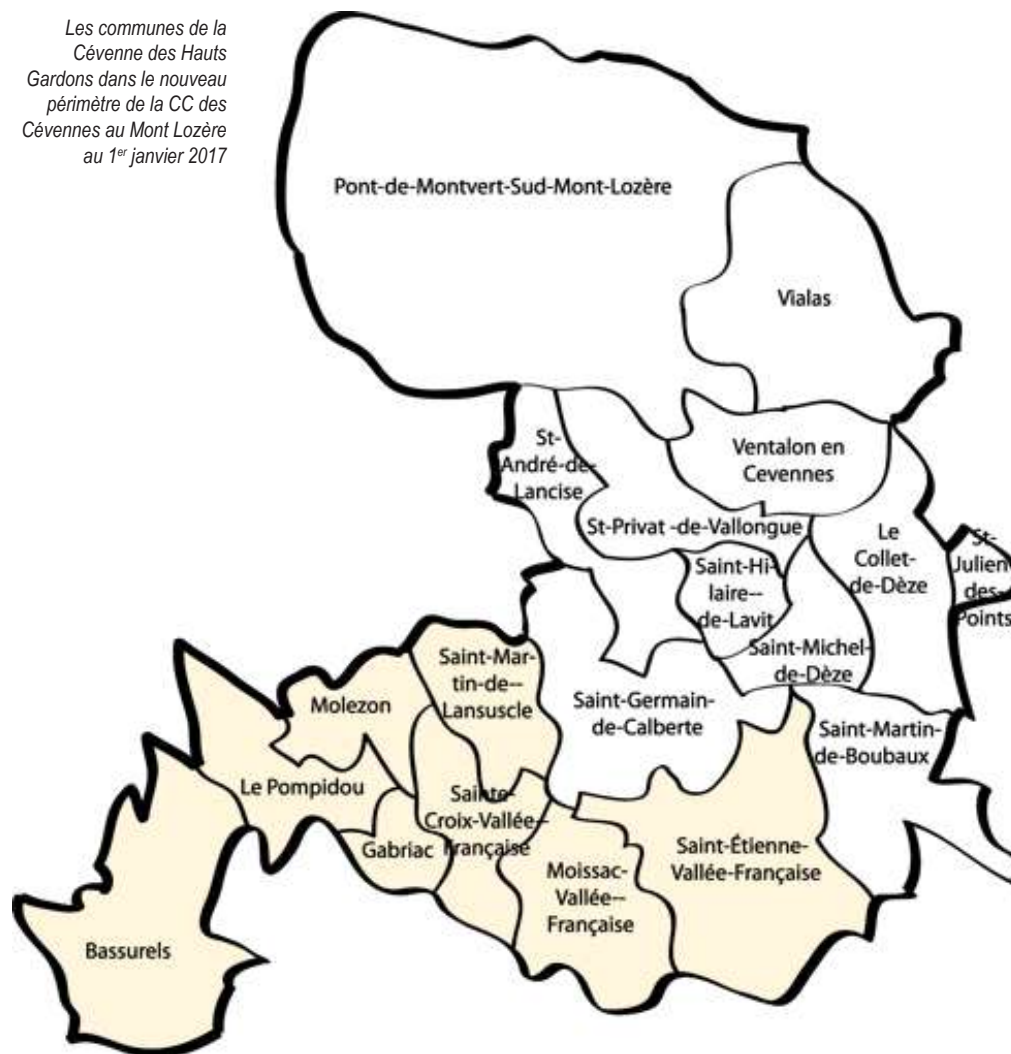 Les communes de la
Cévenne des Hauts
Gardons dans le nouveau
périmètre de la CC des
Cévennes au Mont Lozère
au 1er janvier 2017
Pont-de-Montvert-Sud-Mont-Lozère
Vialas
St-
André-de-
Lancise
Ventalon en
Cevennes
St-Privat -de-Vallongue
Le
Collet-
de-Dèze
St-
Julien
des-
Points
Saint-Hi-
laire--
de-Lavit
Saint-Michel-
de-Dèze
Saint-Mar-
tin-de--
Lansuscle
Molezon
Saint-Germain-
de-Calberte
Saint-Martin-
de-Boubaux
Le Pompidou
Sainte-
Croix-Vallée--
Française
Gabriac
Saint-Étienne-
Vallée-Française
Moissac-
Vallée--
Française
Bassurels